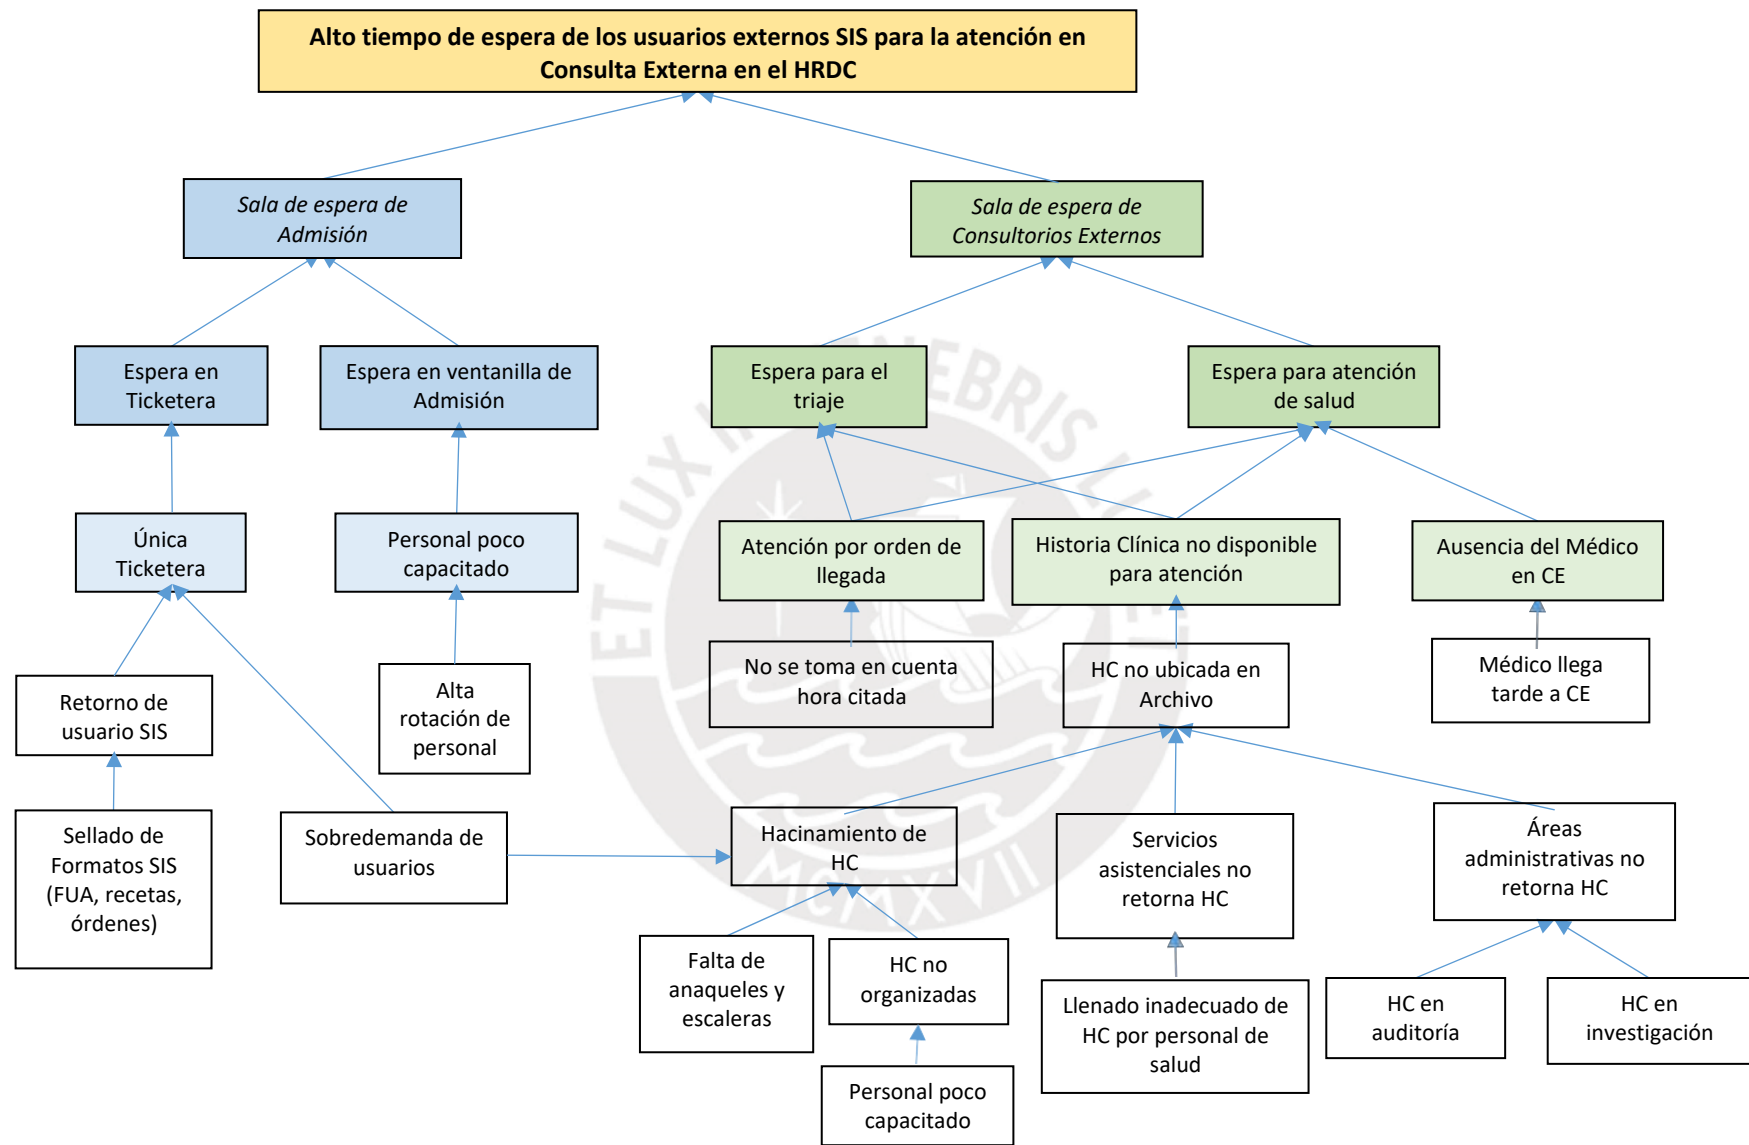 Alto tiempo de espera de los usuarios externos SIS para la atención en
Consulta Externa en el HRDC
Sala de espera de
Admisión
Sala de espera de
Consultorios Externos
Espera en
Ticketera
Espera en ventanilla de
Admisión
Espera para el
triaje
Espera para atención
de salud
Única
Ticketera
Personal poco
capacitado
Atención por orden de
llegada
Historia Clínica no disponible
para atención
Ausencia del Médico
en CE
Retorno de
usuario SIS
Alta
rotación de
personal
No se toma en cuenta
hora citada
HC no ubicada en
Archivo
Médico llega
tarde a CE
Sellado de
Formatos SIS
(FUA, recetas,
órdenes)
Sobredemanda de
usuarios
Hacinamiento de
HC
Servicios
asistenciales no
retorna HC
Áreas
administrativas no
retorna HC
Falta de
anaqueles y
escaleras
HC no
organizadas
Llenado inadecuado de
HC por personal de
salud
HC en
auditoría
HC en
investigación
Personal poco
capacitado
MCMXVII